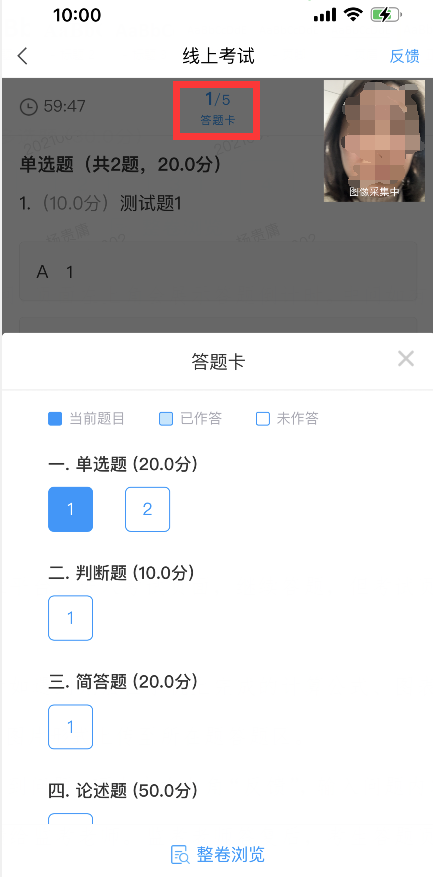 10:00
线上考试
反馈
59:47
1/5
答题卡
单选题（共2题，20.0分）
1.（10.0分）测试题1
图像采集中
A 1
答题卡
当前题目 已作答 未作答
一. 单选题 (20.0分)
1 2
二. 判断题 (10.0分)
1
三. 简答题 (20.0分)
1
四. 论述题 (50.0分)
整卷浏览